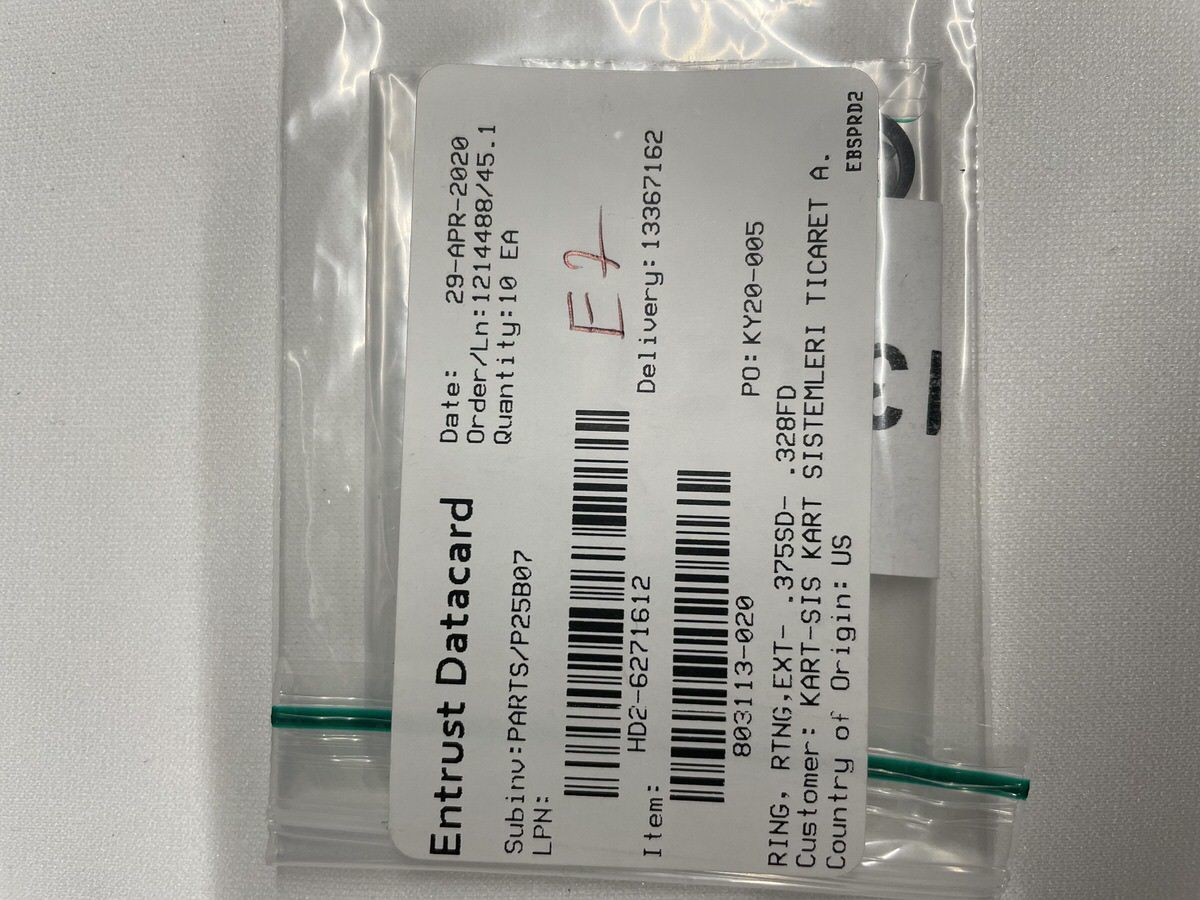 Entrust Datacard
Date: 29-APR-2020
Order/Ln:1214488/45.1
Quantity:10 EA
Subinv:PARTS/P25B07
LPN:
HD2-6271612
Item:
Delivery:13367162
803113-020
PO:KY20-005
RING, RTNG,EXT- .375SD- .328FD
Customer: KART-SIS KART SISTEMLERI TICARET A.
Country of Origin: US
EBSPRD2